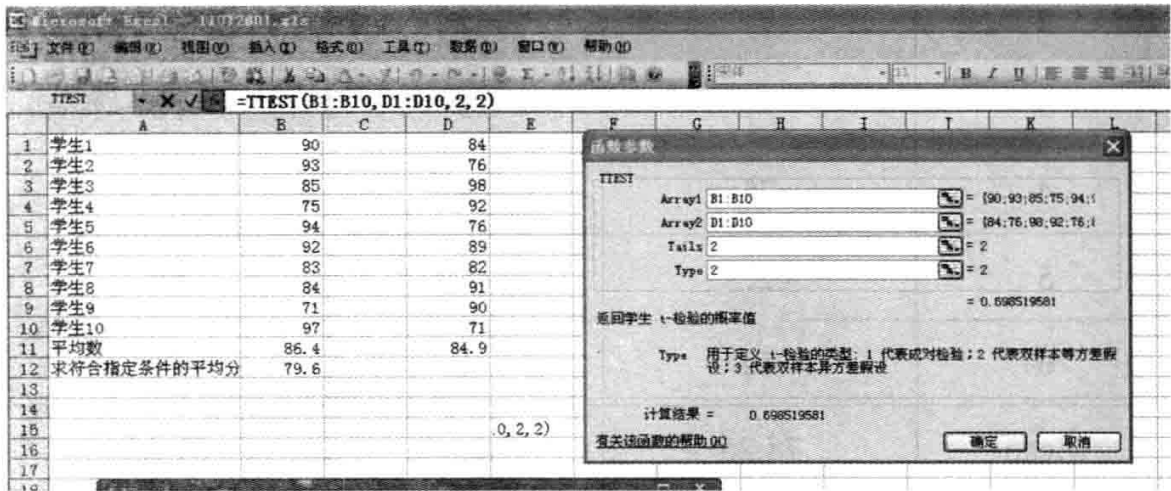 Microsoft Excel - 11072801.xls
文件(F) 编辑(E) 视图(V) 插入(I) 格式(O) 工具(T) 数据(D) 窗口(W) 帮助(H)
宋体 11 B I U
TTEST =TTEST(B1:B10,D1:D10,2,2)
A B C D E F G H I J K L
1 学生1 90 84
2 学生2 93 76
3 学生3 85 98
4 学生4 75 92
5 学生5 94 76
6 学生6 92 89
7 学生7 83 82
8 学生8 84 91
9 学生9 71 90
10 学生10 97 71
11 平均数 86.4 84.9
12 求符合指定条件的平均分 79.6
13
14
15 .0,2,2)
16
17
18
函数参数
TTEST
Array1 B1:B10 = {90;93;85;75;94;
Array2 D1:D10 = {84;76;98;92;76;
Tails 2 = 2
Type 2 = 2
= 0.698519581
返回学生 t-检验的概率值
Type 用于定义 t-检验的类型: 1 代表成对检验;2 代表双样本等方差假
设;3 代表双样本异方差假设
计算结果 = 0.698519581
有关该函数的帮助(H) 确定 取消